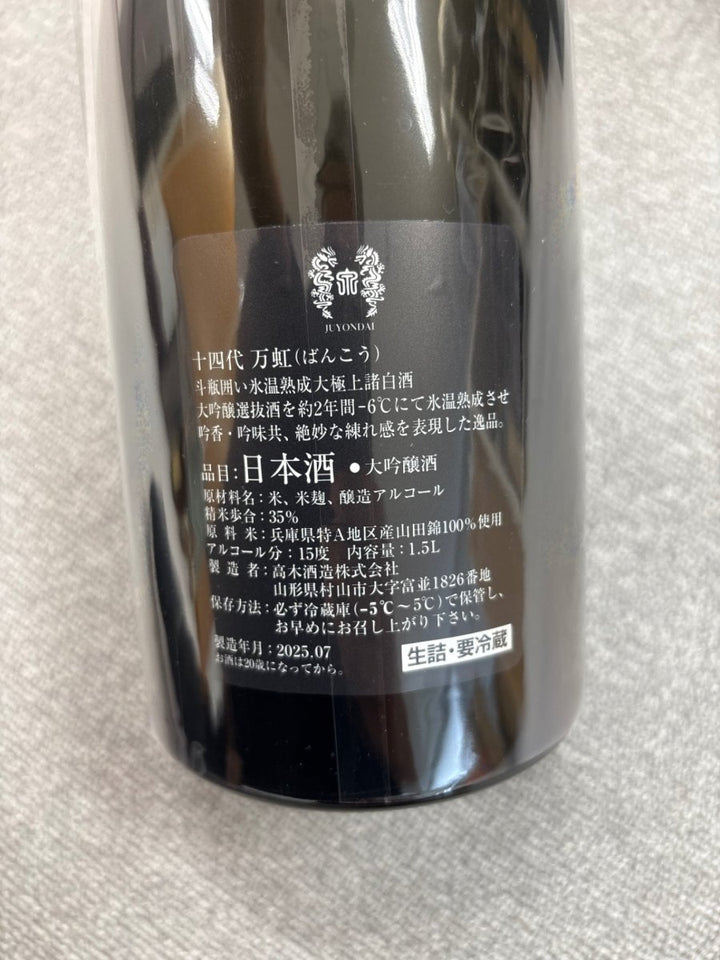 JUYONDAI
十四代 万虹(ばんこう)
斗瓶囲い氷温熟成大極上諸白酒
大吟醸選抜酒を約2年間-6℃にて氷温熟成させ
吟香・吟味共、絶妙な練れ感を表現した逸品。
品目:日本酒 ●大吟醸酒
原材料名:米、米麹、醸造アルコール
精米歩合:35%
原料米:兵庫県特A地区産山田錦100%使用
アルコール分:15度 内容量:1.5L
製造者:高木酒造株式会社
山形県村山市大字富並1826番地
保存方法:必ず冷蔵庫(-5℃~5℃)で保管し、
お早めにお召し上がり下さい。
製造年月:2025.07
生詰・要冷蔵
お酒は20歳になってから。